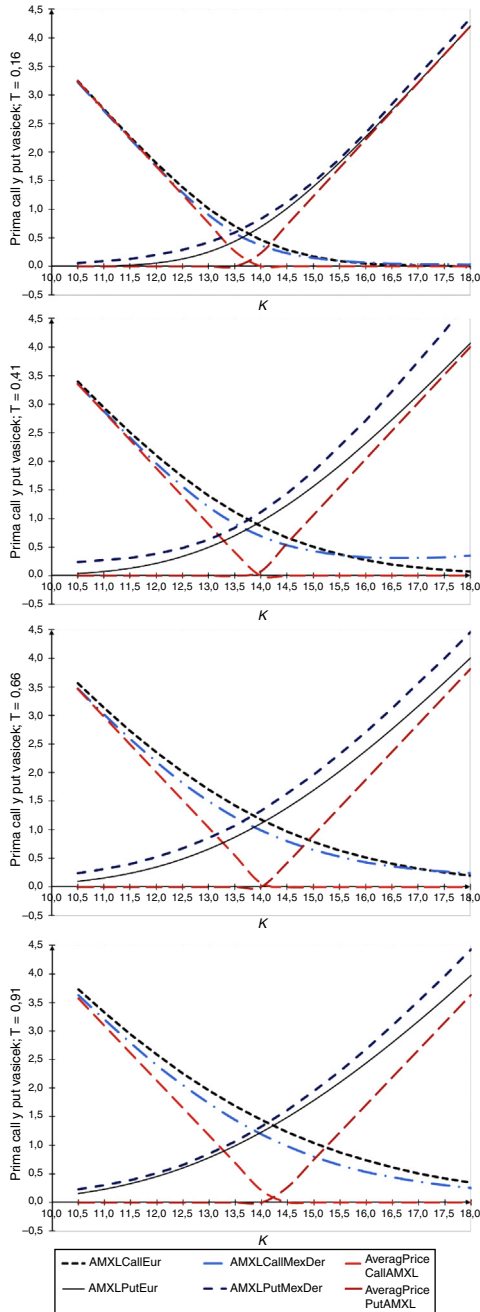 Prima call y put vasicek; T = 0,16
4,5
4,0
3,5
3,0
2,5
2,0
1,5
1,0
0,5
0,0
–0,5
10,0 10,5 11,0 11,5 12,0 12,5 13,0 13,5 14,0 14,5 15,0 15,5 16,0 16,5 17,0 17,5 18,0
K
Prima call y put vasicek; T = 0,41
4,5
4,0
3,5
3,0
2,5
2,0
1,5
1,0
0,5
0,0
–0,5
10,0 10,5 11,0 11,5 12,0 12,5 13,0 13,5 14,0 14,5 15,0 15,5 16,0 16,5 17,0 17,5 18,0
K
Prima call y put vasicek; T = 0,66
4,5
4,0
3,5
3,0
2,5
2,0
1,5
1,0
0,5
0,0
–0,5
10,0 10,5 11,0 11,5 12,0 12,5 13,0 13,5 14,0 14,5 15,0 15,5 16,0 16,5 17,0 17,5 18,0
K
Prima call y put vasicek; T = 0,91
4,5
4,0
3,5
3,0
2,5
2,0
1,5
1,0
0,5
0,0
–0,5
10,0 10,5 11,0 11,5 12,0 12,5 13,0 13,5 14,0 14,5 15,0 15,5 16,0 16,5 17,0 17,5 18,0
K
AMXLCallEur AMXLCallMexDer AveragPrice
CallAMXL
AMXLPutEur AMXLPutMexDer AveragPrice
PutAMXL